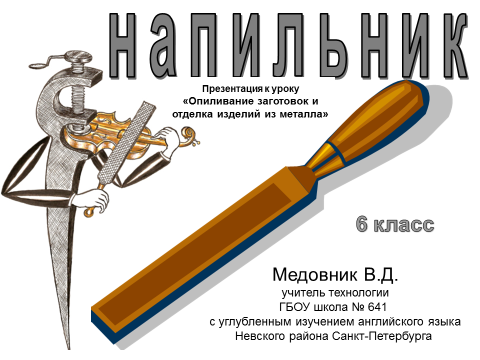 напильник
Презентация к уроку
«Опиливание заготовок и
отделка изделий из металла»
6 класс
Медовник В.Д.
учитель технологии
ГБОУ школа № 641
с углубленным изучением английского языка
Невского района Санкт-Петербурга